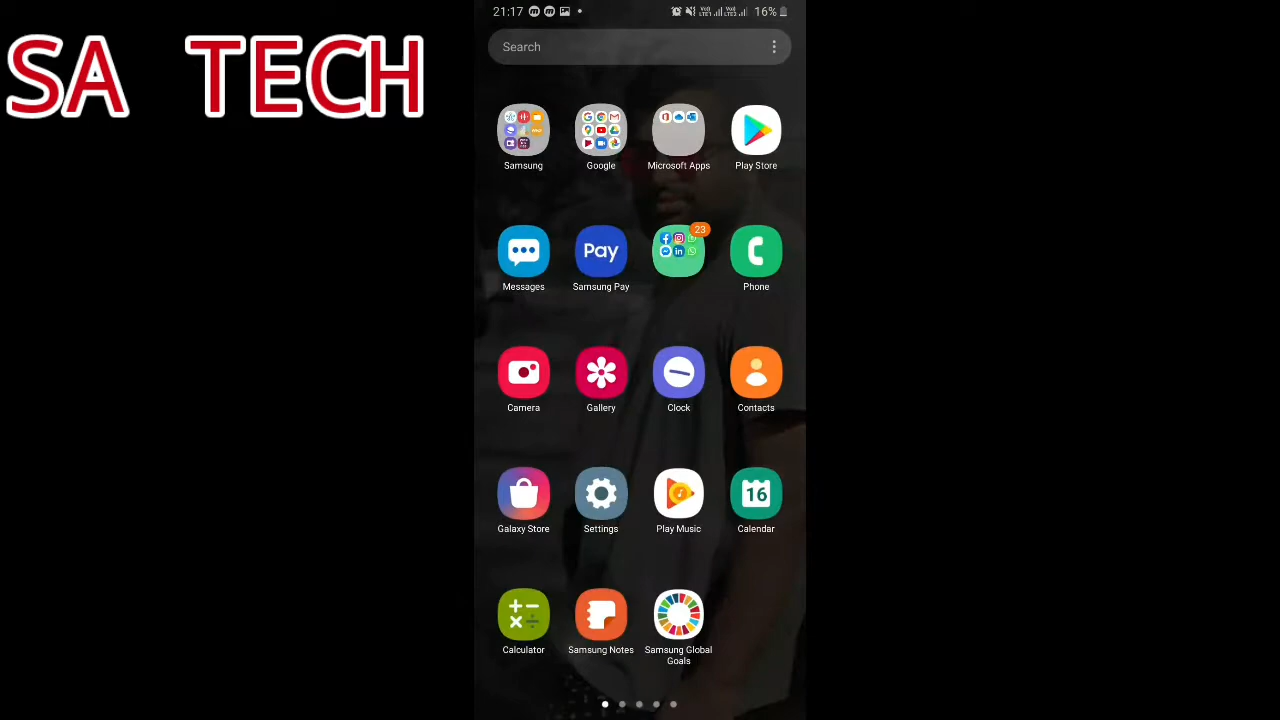 SA TECH
21:17
16%
Search
Samsung
Google
Microsoft Apps
Play Store
23
Messages
Pay
Samsung Pay
Phone
Camera
Gallery
Clock
Contacts
16
Galaxy Store
Settings
Play Music
Calendar
Calculator
Samsung Notes
Samsung Global
Goals